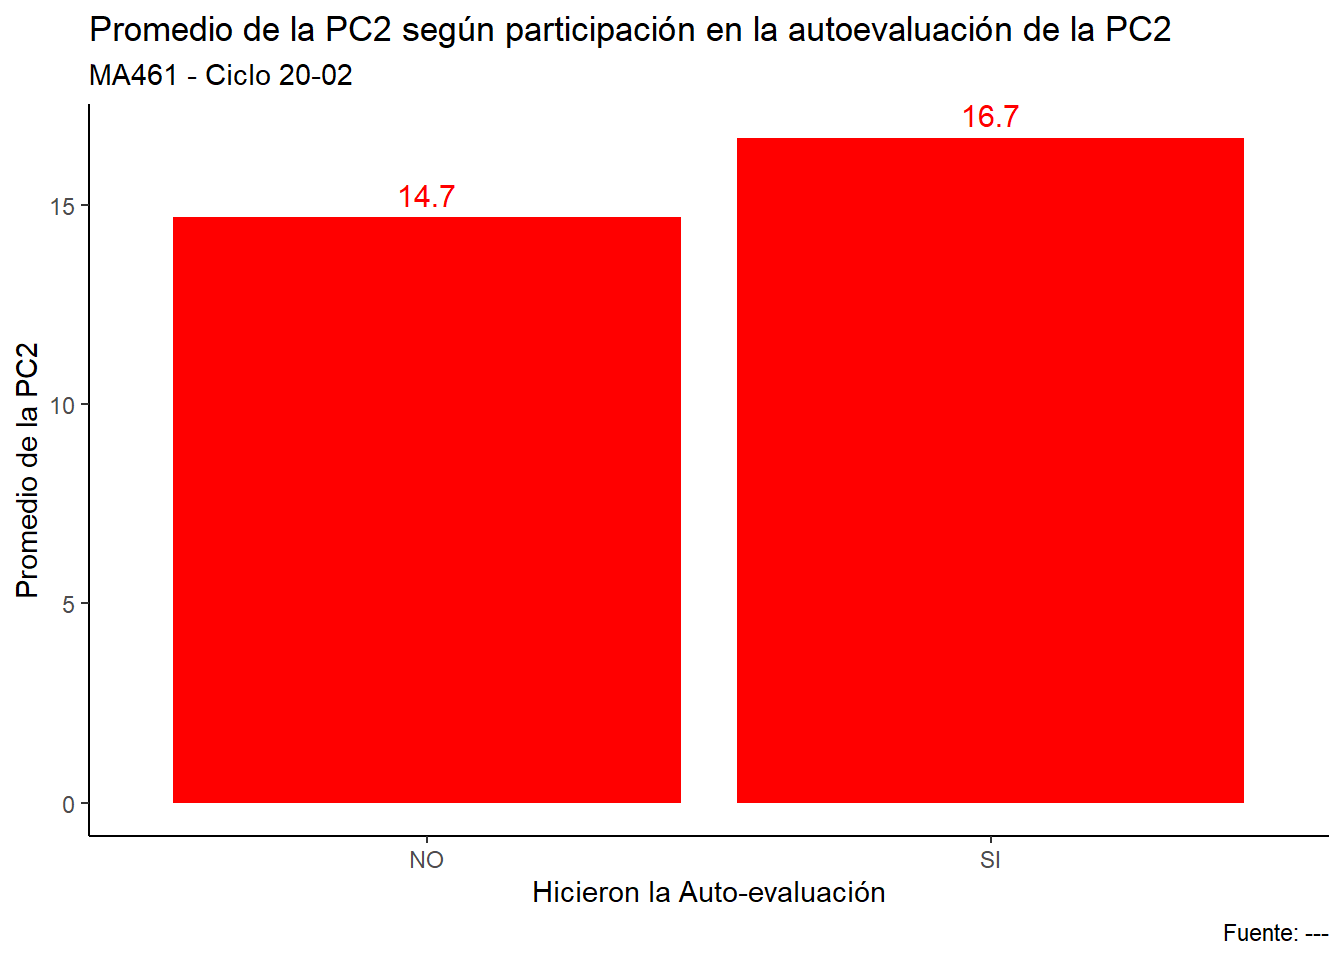 Promedio de la PC2 según participación en la autoevaluación de la PC2
MA461 - Ciclo 20-02
16.7
14.7
15
10
5
0
Promedio de la PC2
NO
SI
Hicieron la Auto-evaluación
Fuente: ---